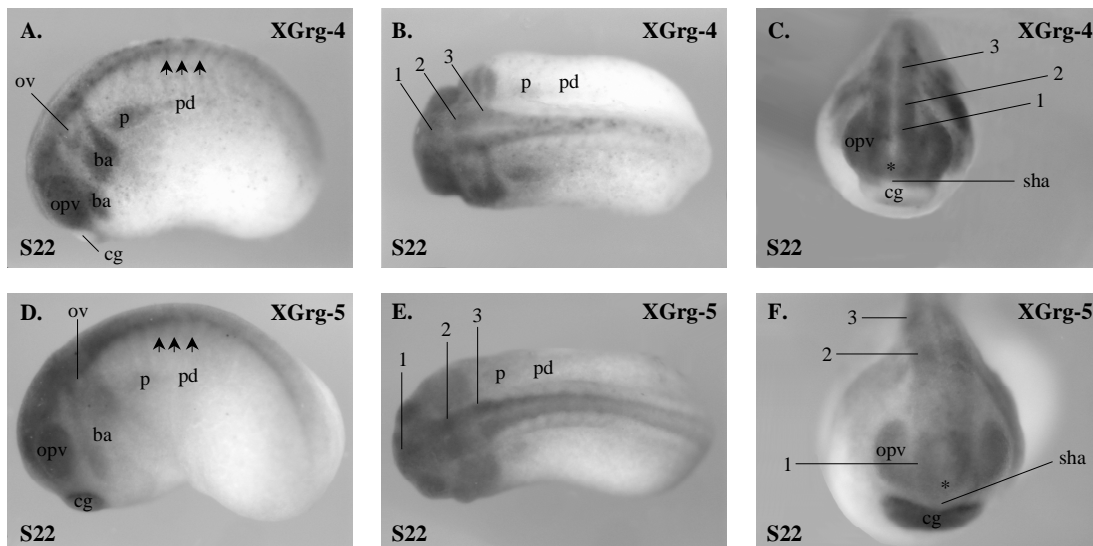 A. XGrg-4
ov
p pd
ba
opv ba
S22 cg
B. XGrg-4
1 2 3 p pd
S22
C. XGrg-4
3
2
1
opv
*
sha
cg
S22
D. XGrg-5
ov
p pd
ba
opv
cg
S22
E. XGrg-5
1 2 3 p pd
S22
F. XGrg-5
3
2
opv
1 sha
*
cg
S22